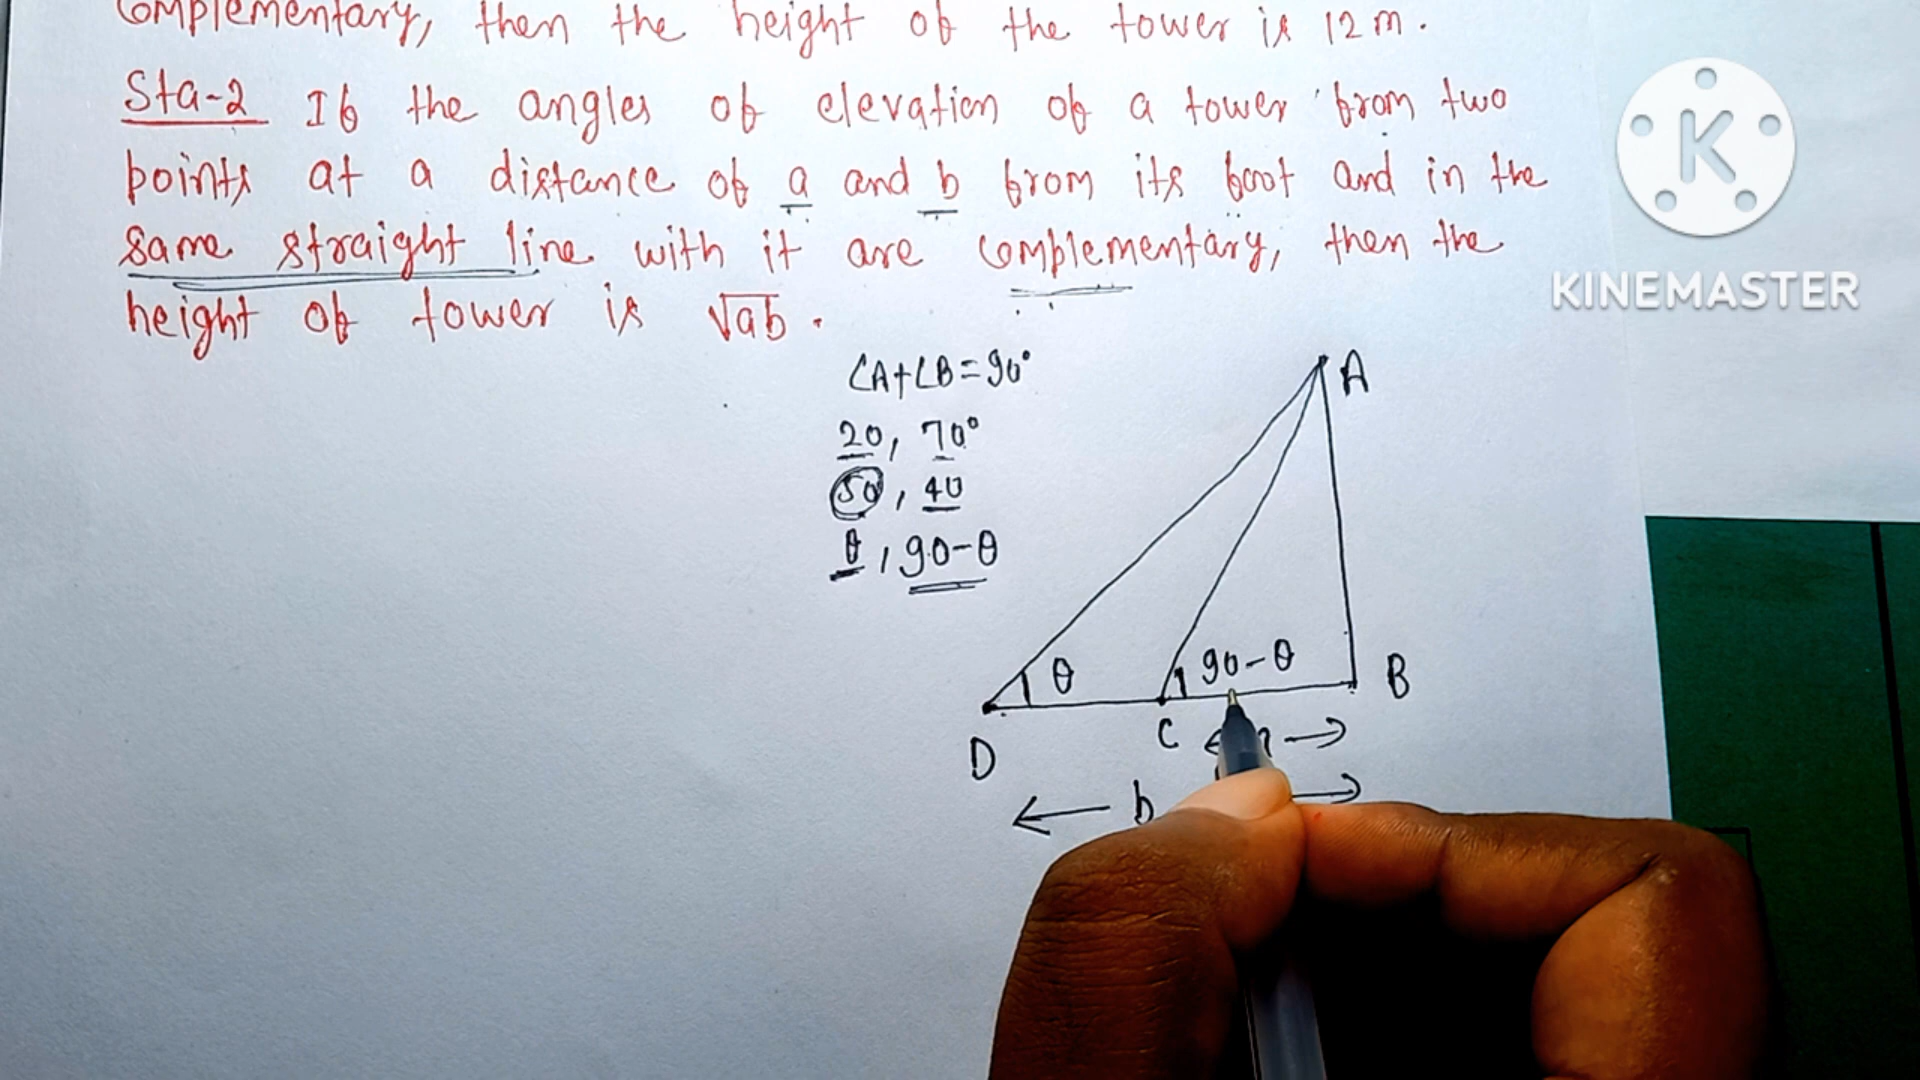 Complementary, then the height of the tower is 12 m.
Sta-2 If the angles of elevation of a tower from two
points at a distance of a and b from its foot and in the
same straight line with it are complementary, then the
height of tower is √ab.
∠A+∠B=90°
20, 70°
50, 40
θ, 90-θ
A
θ
90-θ
B
C
D
b
K
KINEMASTER